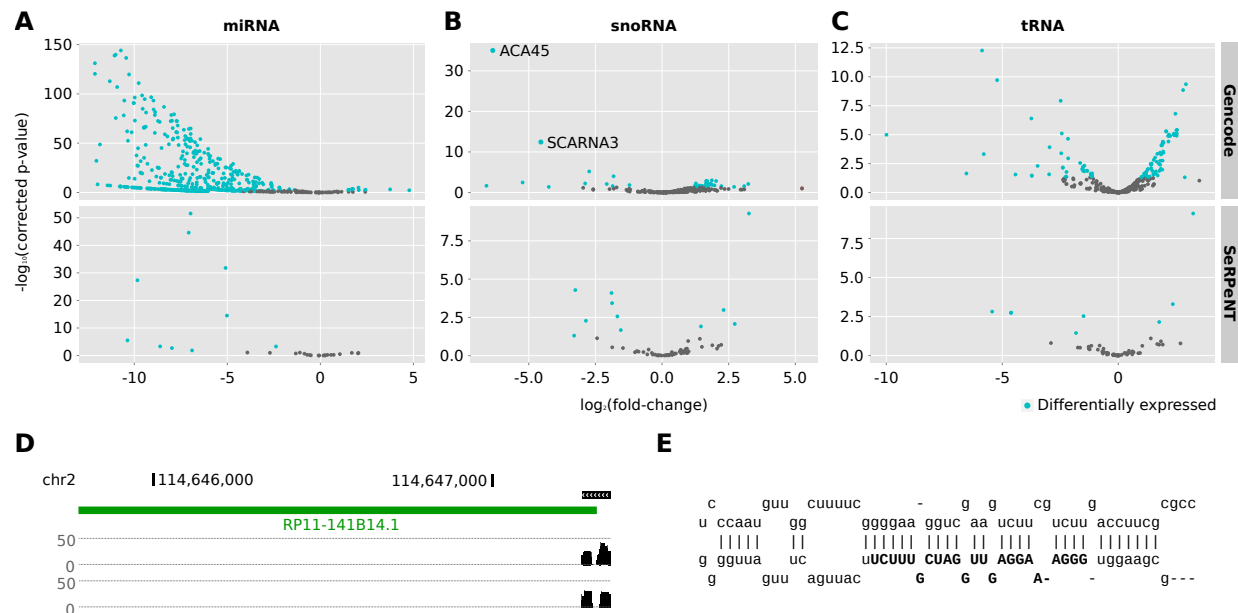 A
miRNA
B
snoRNA
C
tRNA
-log₁₀(corrected p-value)
150
100
50
0
50
40
30
20
10
0
-10
-5
0
5
ACA45
SCARNA3
30
20
10
0
7.5
5.0
2.5
0.0
-5.0
-2.5
0.0
2.5
5.0
log₂(fold-change)
12.5
10.0
7.5
5.0
2.5
0.0
7.5
5.0
2.5
0.0
-10
-5
0
Gencode
SeRPeNT
Differentially expressed
D
chr2
114,646,000
114,647,000
RP11-141B14.1
50
0
50
0
E
c guu cuuuuc - g g cg g cgcc
u ccaau gg ggggaa gguc aa ucuu ucuu accuucg
||||| || |||||| |||| || |||| |||| |||||||
g gguua uc uUCUUU CUAG UU AGGA AGGG uggaagc
g guu aguuac G G G A- - g---